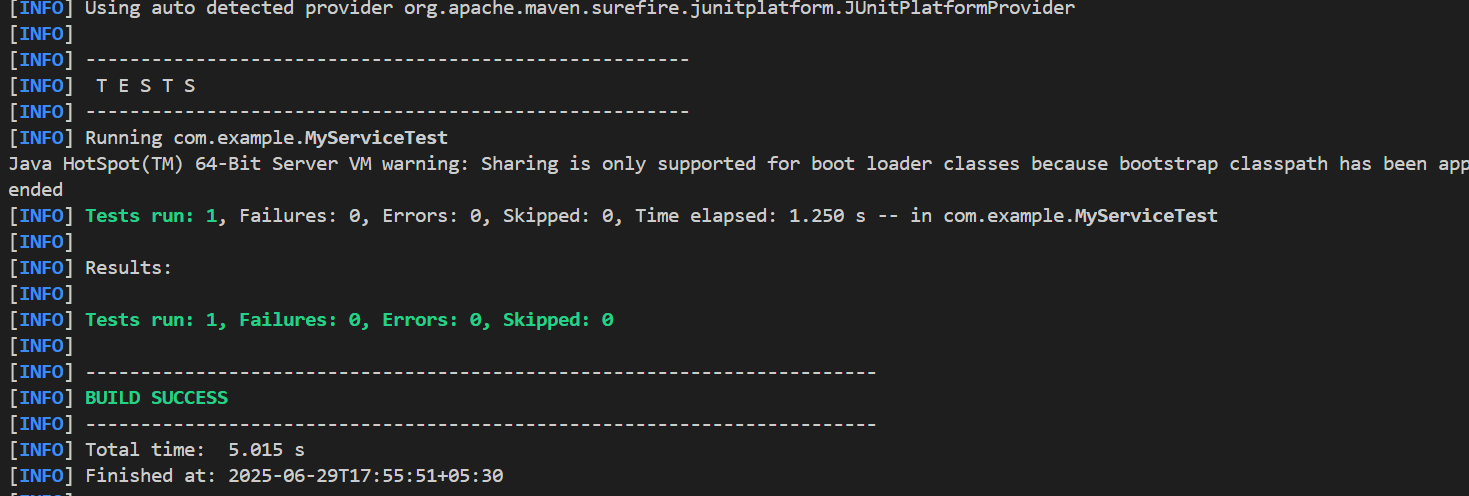 [INFO] Using auto detected provider org.apache.maven.surefire.junitplatform.JUnitPlatformProvider
[INFO]
[INFO] -------------------------------------------------------
[INFO]  T E S T S
[INFO] -------------------------------------------------------
[INFO] Running com.example.MyServiceTest
Java HotSpot(TM) 64-Bit Server VM warning: Sharing is only supported for boot loader classes because bootstrap classpath has been app
ended
[INFO] Tests run: 1, Failures: 0, Errors: 0, Skipped: 0, Time elapsed: 1.250 s -- in com.example.MyServiceTest
[INFO]
[INFO] Results:
[INFO]
[INFO] Tests run: 1, Failures: 0, Errors: 0, Skipped: 0
[INFO]
[INFO] ------------------------------------------------------------------------
[INFO] BUILD SUCCESS
[INFO] ------------------------------------------------------------------------
[INFO] Total time:  5.015 s
[INFO] Finished at: 2025-06-29T17:55:51+05:30